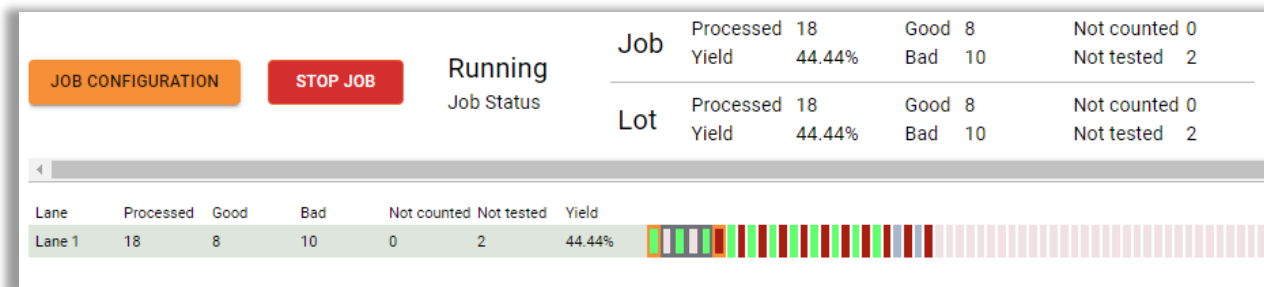 JOB CONFIGURATION
STOP JOB
Running
Job Status
Job
Processed 18 Good 8 Not counted 0
Yield 44.44% Bad 10 Not tested 2
Lot
Processed 18 Good 8 Not counted 0
Yield 44.44% Bad 10 Not tested 2
Lane Processed Good Bad Not counted Not tested Yield
Lane 1 18 8 10 0 2 44.44%